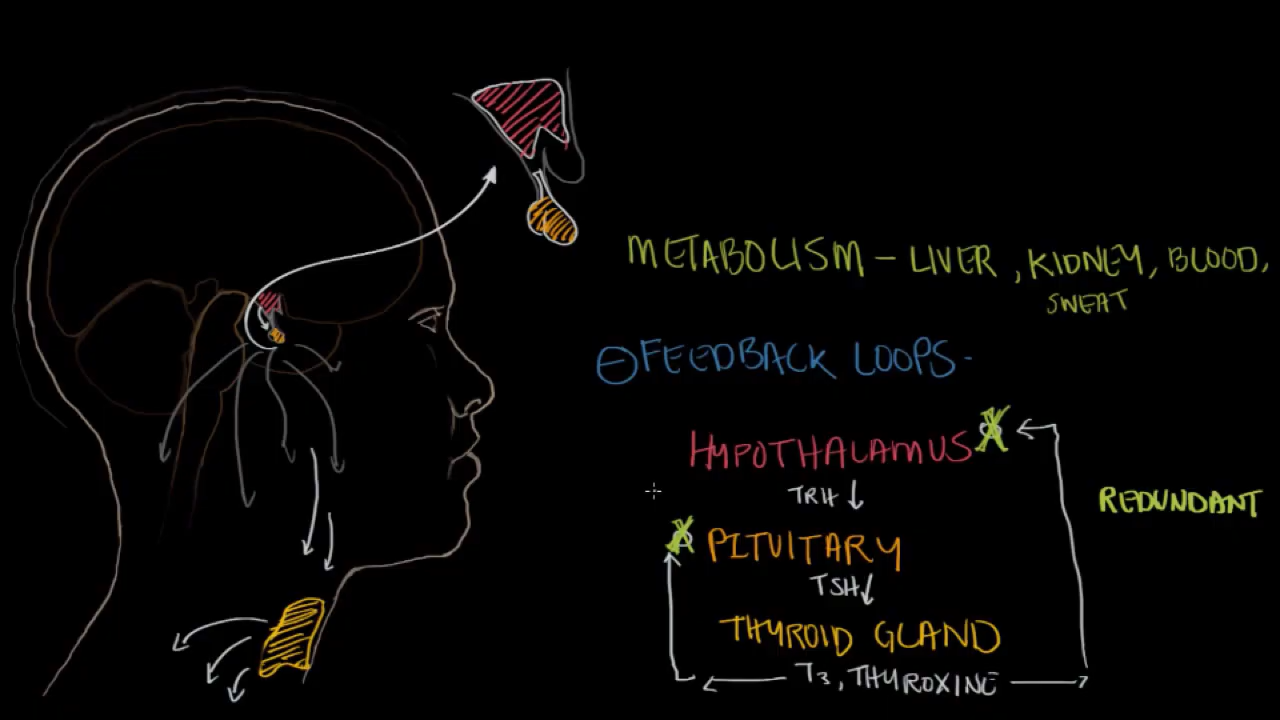 METABOLISM - LIVER, KIDNEY, BLOOD,
SWEAT
⊖FEEDBACK LOOPS-
HYPOTHALAMUS
TRH ↓
REDUNDANT
PITUITARY
TSH ↓
THYROID GLAND
T3, THYROXINE